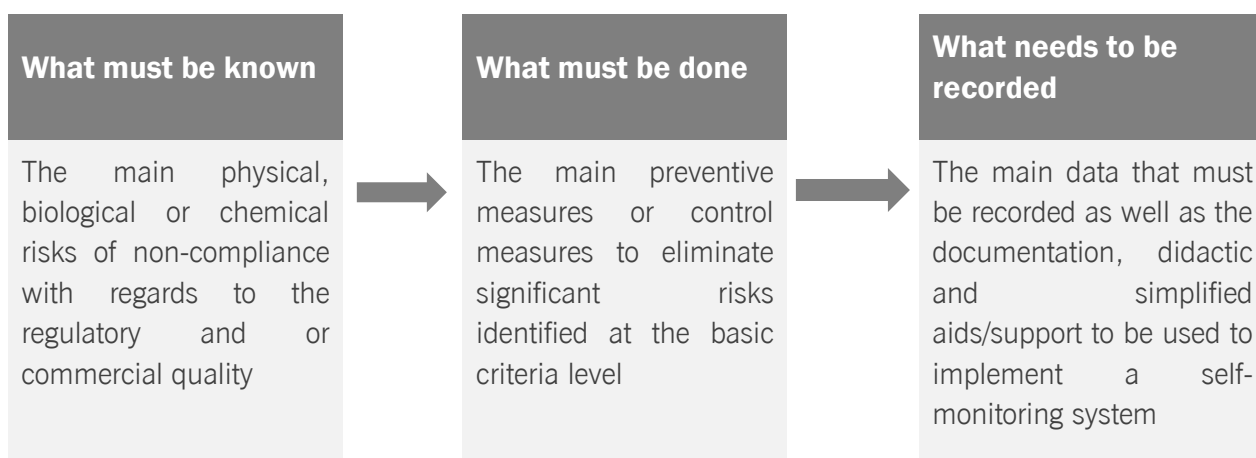 What must be known
The main physical,
biological or chemical
risks of non-compliance
with regards to the
regulatory and or
commercial quality
What must be done
The main preventive
measures or control
measures to eliminate
significant risks
identified at the basic
criteria level
What needs to be
recorded
The main data that must
be recorded as well as the
documentation, didactic
and simplified
aids/support to be used to
implement a self-
monitoring system